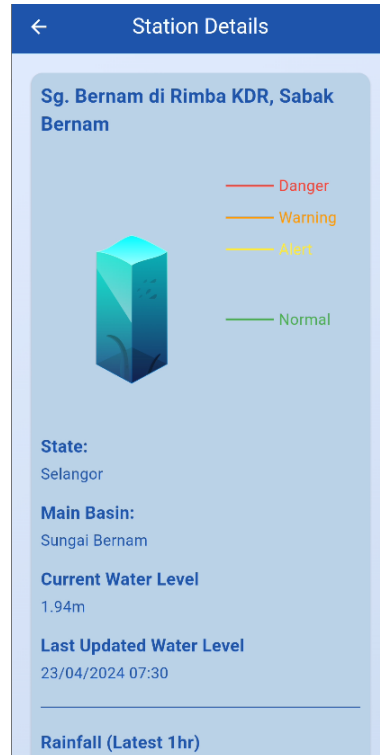 Station Details
Sg. Bernam di Rimba KDR, Sabak
Bernam
Danger
Warning
Alert
Normal
State:
Selangor
Main Basin:
Sungai Bernam
Current Water Level
1.94m
Last Updated Water Level
23/04/2024 07:30
Rainfall (Latest 1hr)